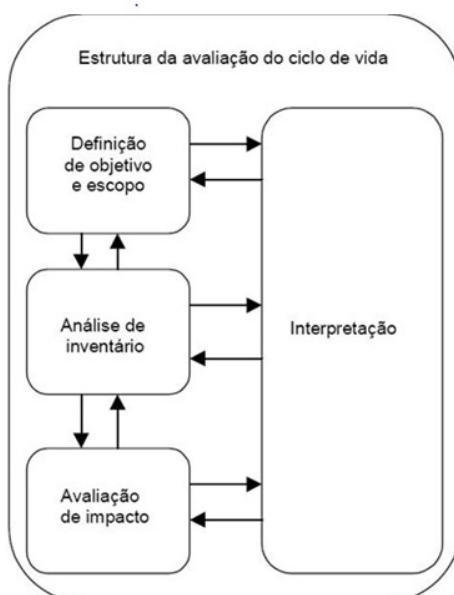 Estrutura da avaliação do ciclo de vida
Definição
de objetivo
e escopo
Análise de
inventário
Interpretação
Avaliação
de impacto